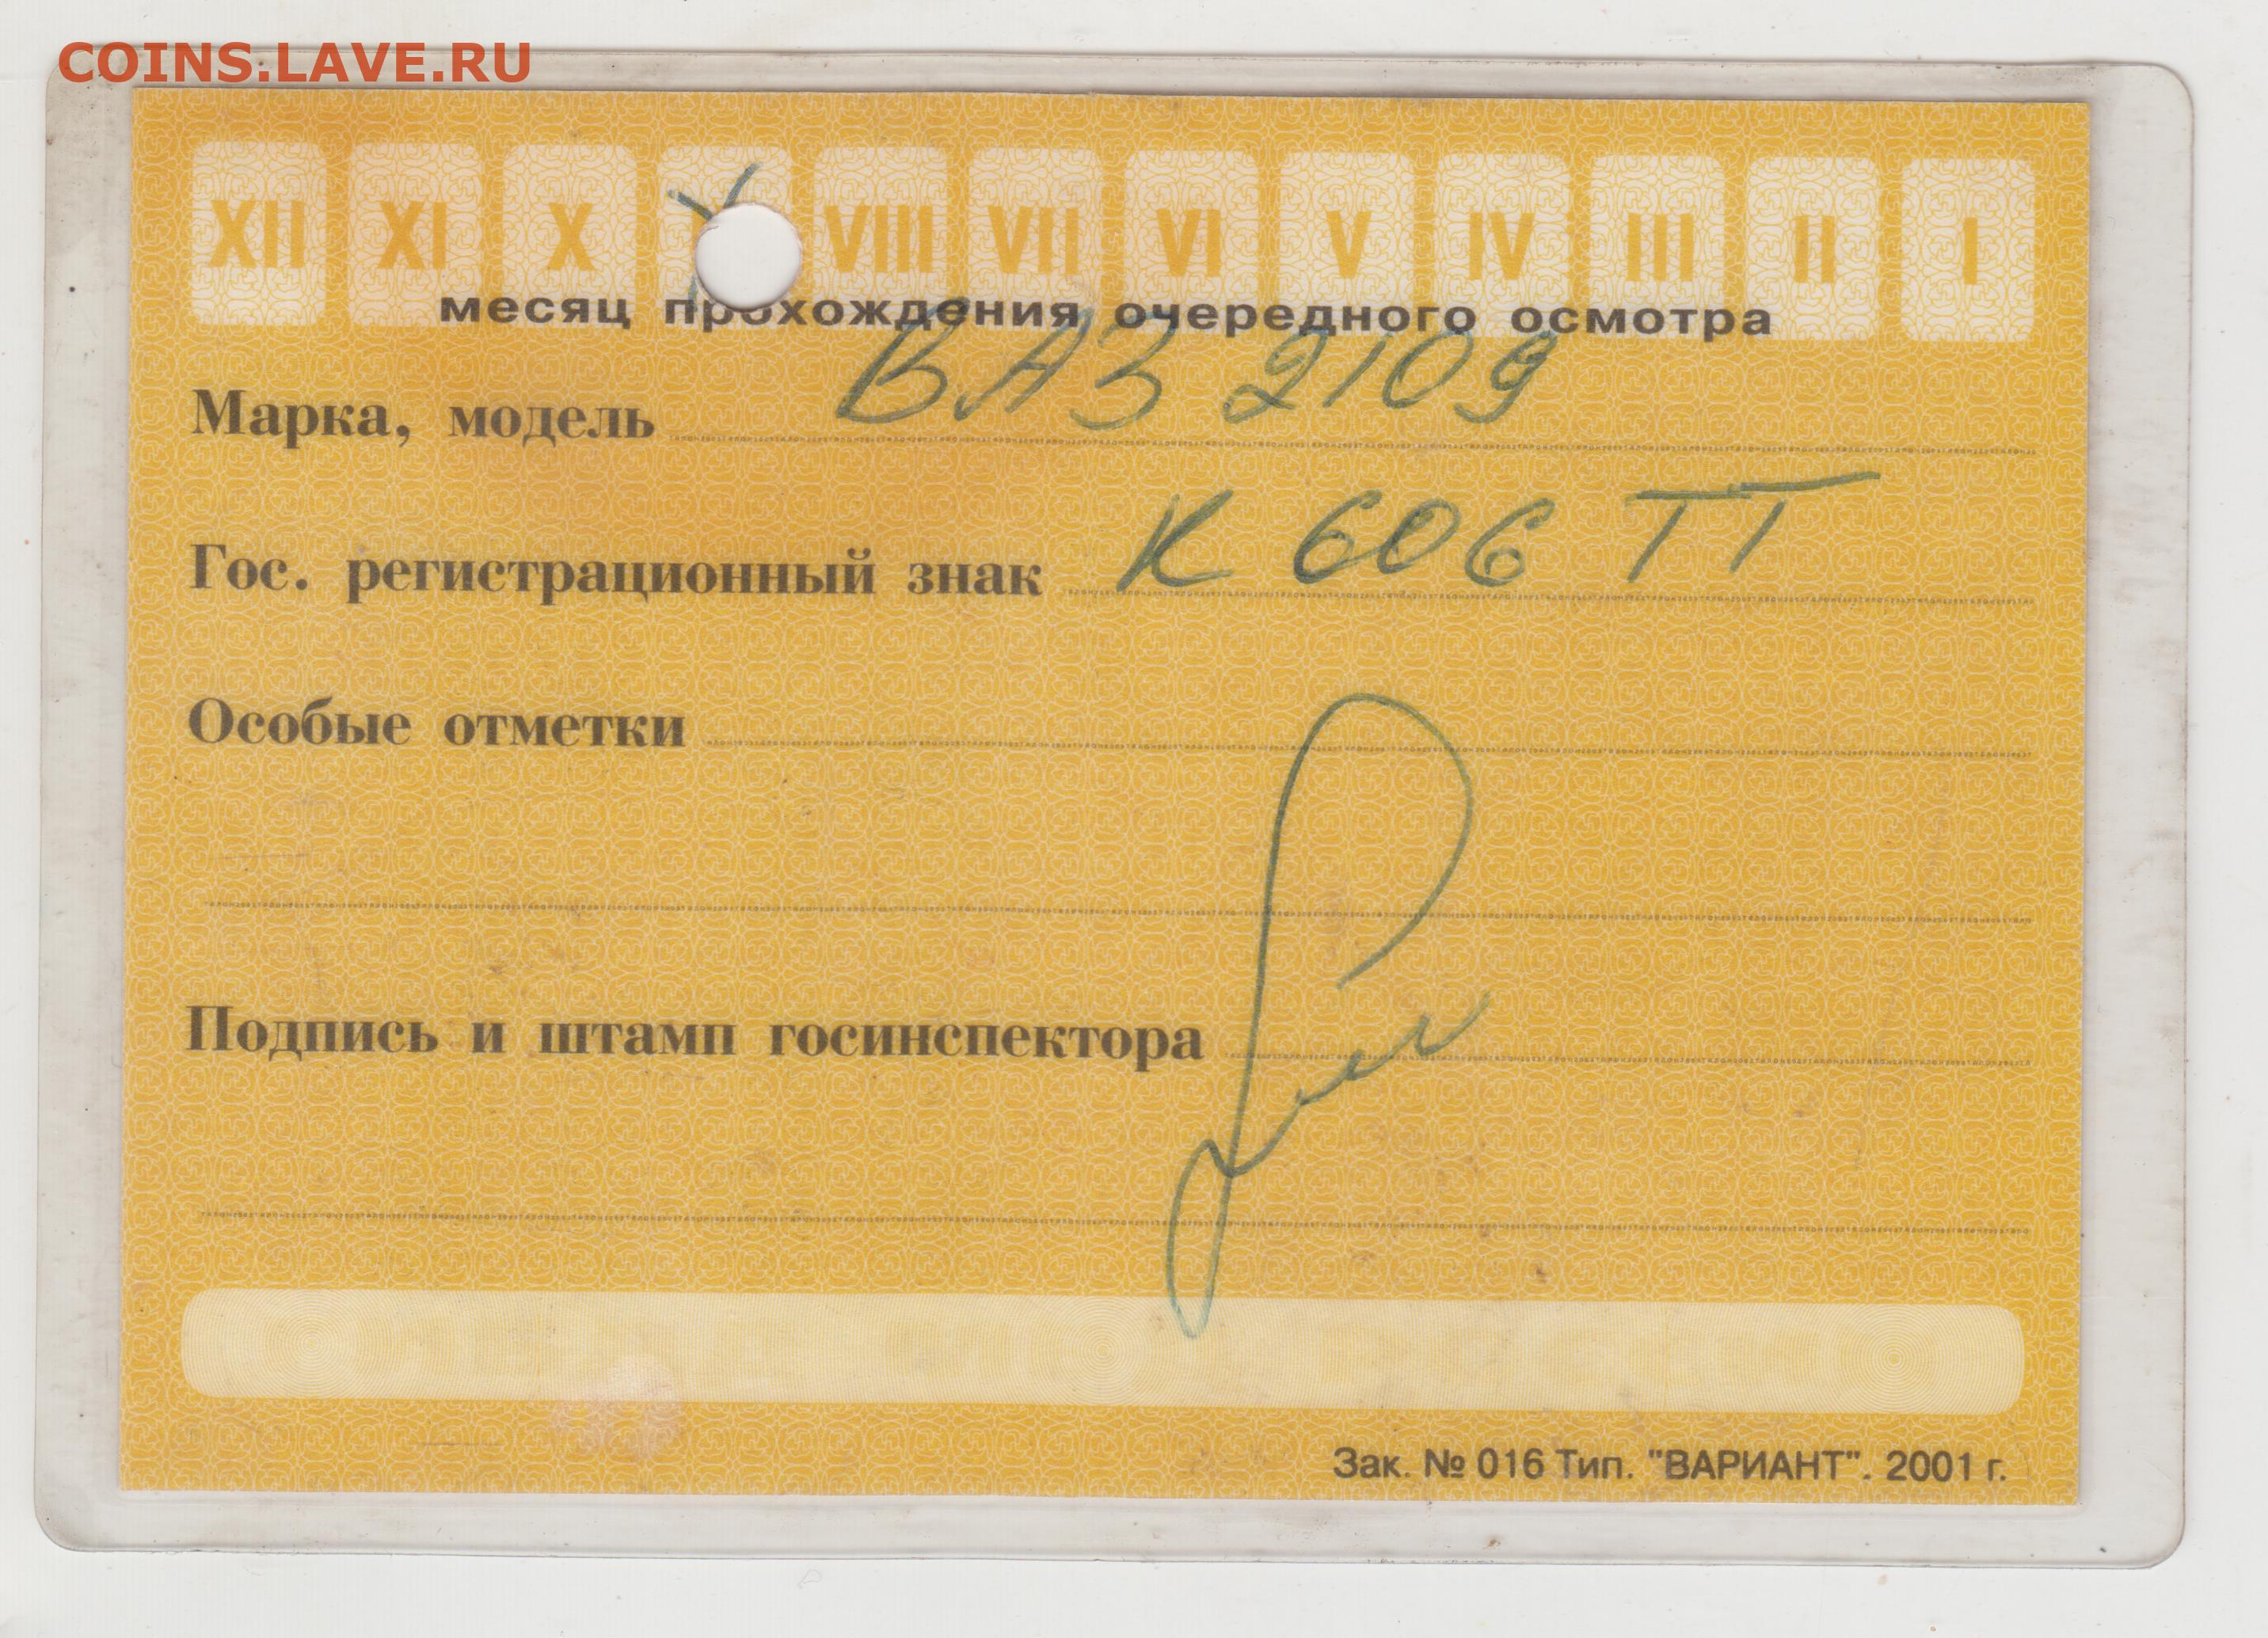 COINS.LAVE.RU
XII XI X VIII VII VI V IV III II I
месяц прохождения очередного осмотра
Марка, модель ВАЗ 2109
Гос. регистрационный знак К 606 ТТ
Особые отметки
Подпись и штамп госинспектора
Зак. № 016 Тип. "ВАРИАНТ". 2001 г.